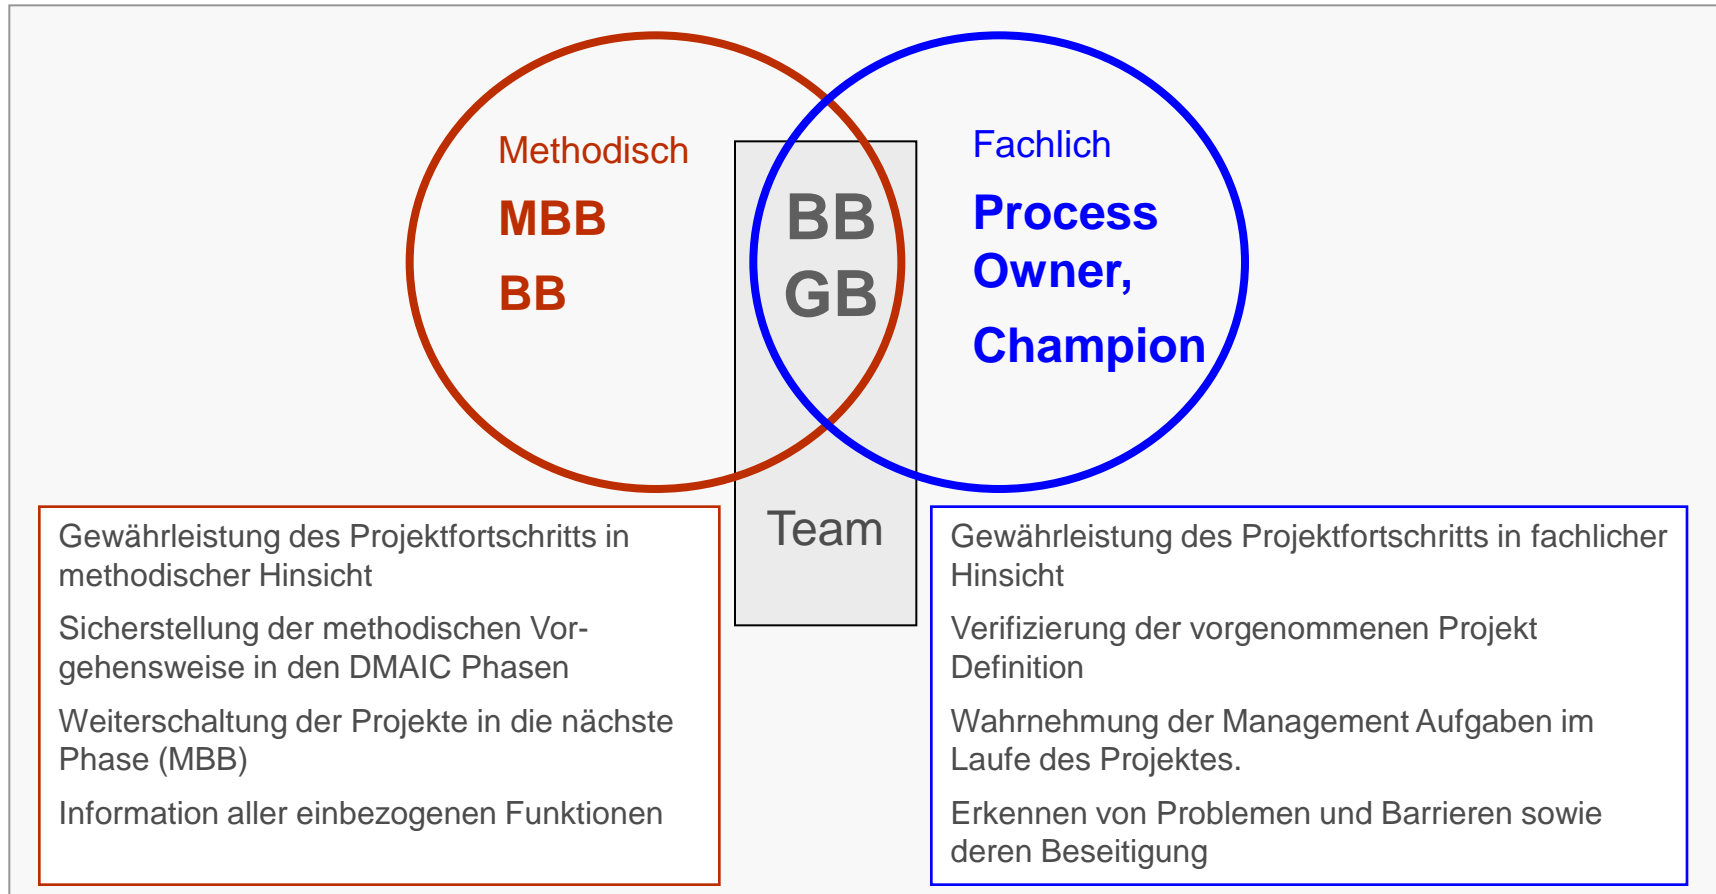 Methodisch
MBB
BB
BB
GB
Team
Fachlich
Process
Owner,
Champion
Gewährleistung des Projektfortschritts in
methodischer Hinsicht
Sicherstellung der methodischen Vor-
gehensweise in den DMAIC Phasen
Weiterschaltung der Projekte in die nächste
Phase (MBB)
Information aller einbezogenen Funktionen
Gewährleistung des Projektfortschritts in fachlicher
Hinsicht
Verifizierung der vorgenommenen Projekt
Definition
Wahrnehmung der Management Aufgaben im
Laufe des Projektes.
Erkennen von Problemen und Barrieren sowie
deren Beseitigung